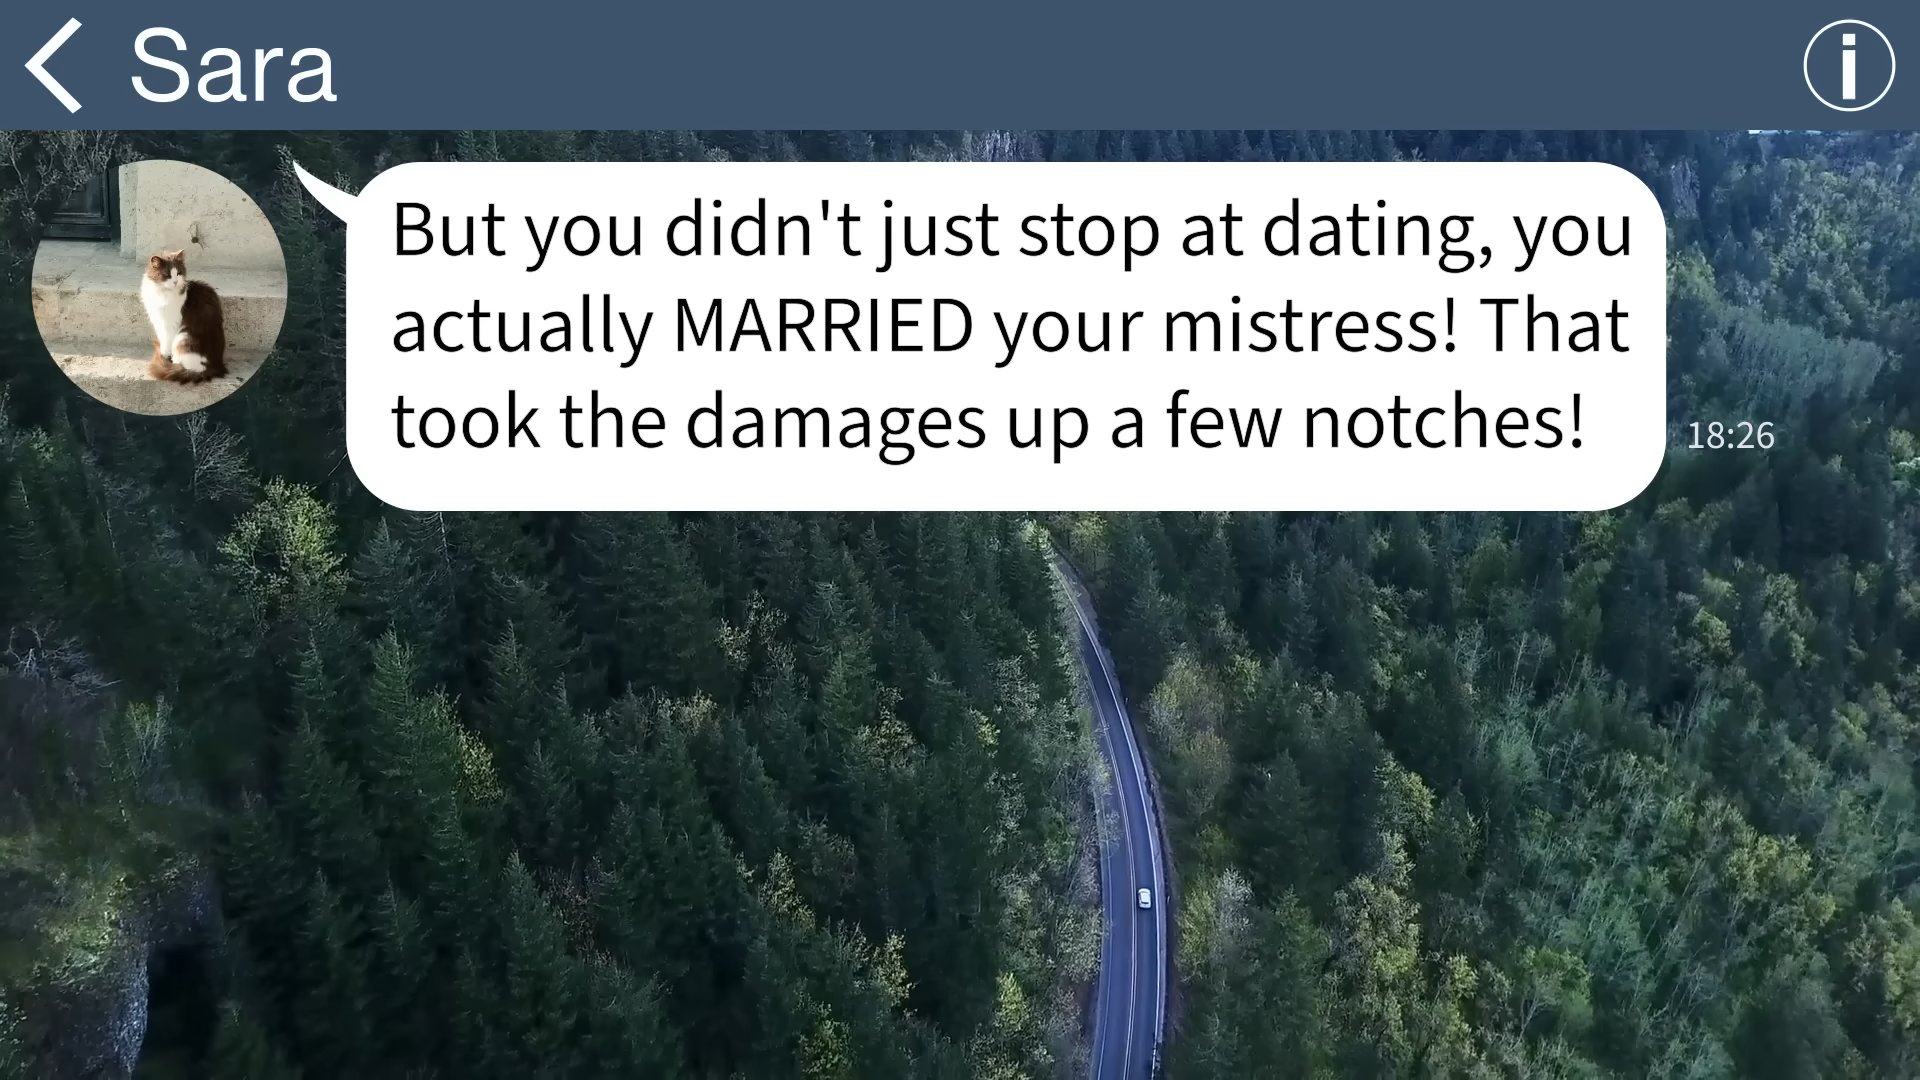 Sara
But you didn't just stop at dating, you
actually MARRIED your mistress! That
took the damages up a few notches!
18:26